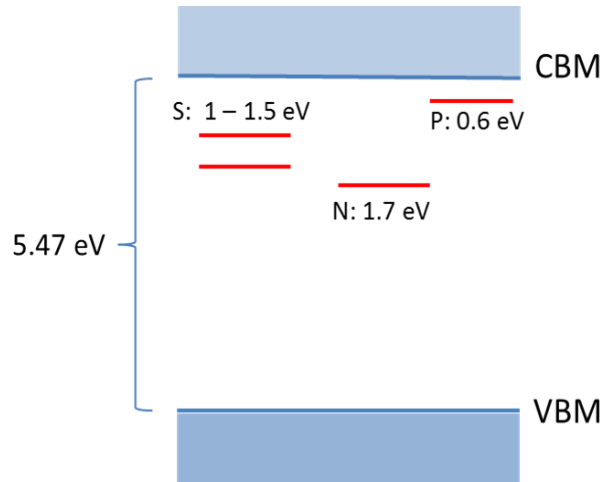 CBM
S: 1 – 1.5 eV
P: 0.6 eV
N: 1.7 eV
5.47 eV
VBM